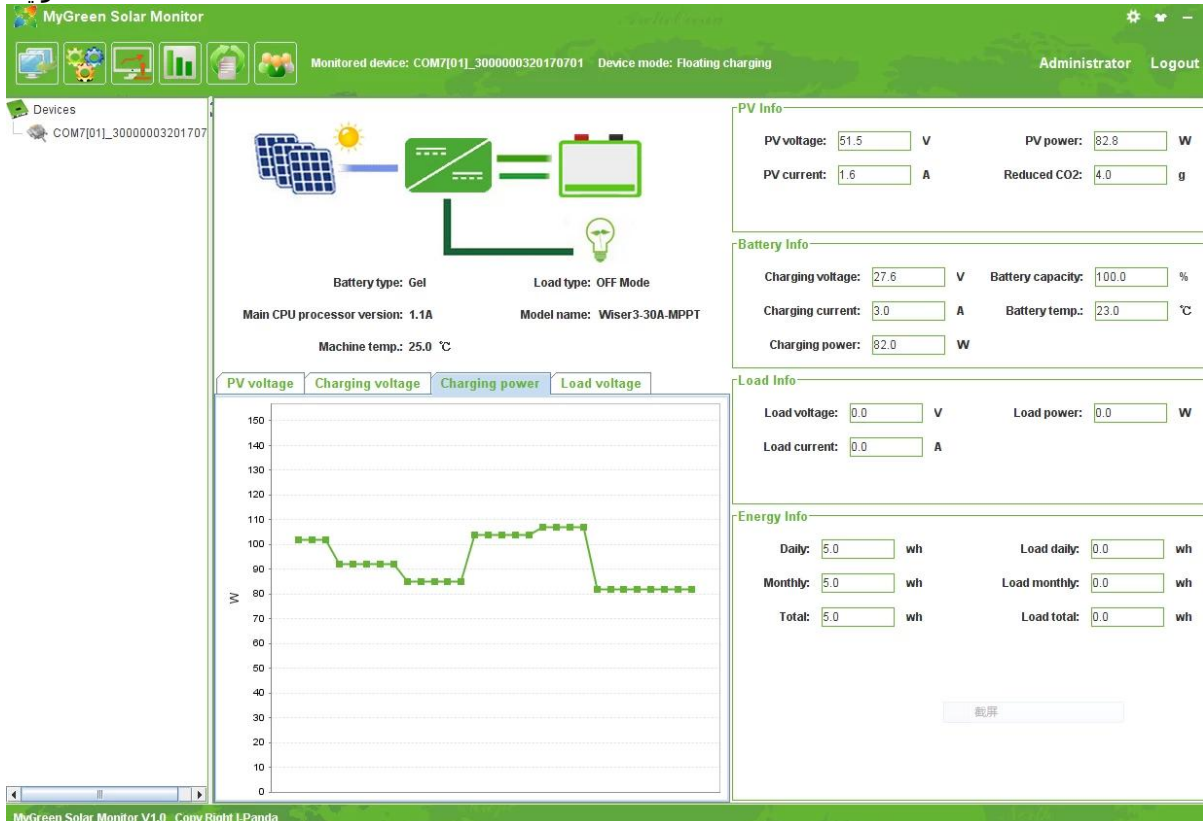 MyGreen Solar Monitor
Monitored device: COM7[01]_3000000320170701 Device mode: Floating charging
Administrator Logout
Devices
COM7[01]_30000003201707
Battery type: Gel Load type: OFF Mode
Main CPU processor version: 1.1A Model name: Wiser3-30A-MPPT
Machine temp.: 25.0 ℃
PV voltage Charging voltage Charging power Load voltage
150
140
130
120
110
100
90
80
70
60
50
40
30
20
10
0
W
PV Info
PV voltage: 51.5 V PV power: 82.8 W
PV current: 1.6 A Reduced CO2: 4.0 g
Battery Info
Charging voltage: 27.6 V Battery capacity: 100.0 %
Charging current: 3.0 A Battery temp.: 23.0 ℃
Charging power: 82.0 W
Load Info
Load voltage: 0.0 V Load power: 0.0 W
Load current: 0.0 A
Energy Info
Daily: 5.0 wh Load daily: 0.0 wh
Monthly: 5.0 wh Load monthly: 0.0 wh
Total: 5.0 wh Load total: 0.0 wh
截屏
MyGreen Solar Monitor V1.0 Copy Right I-Panda